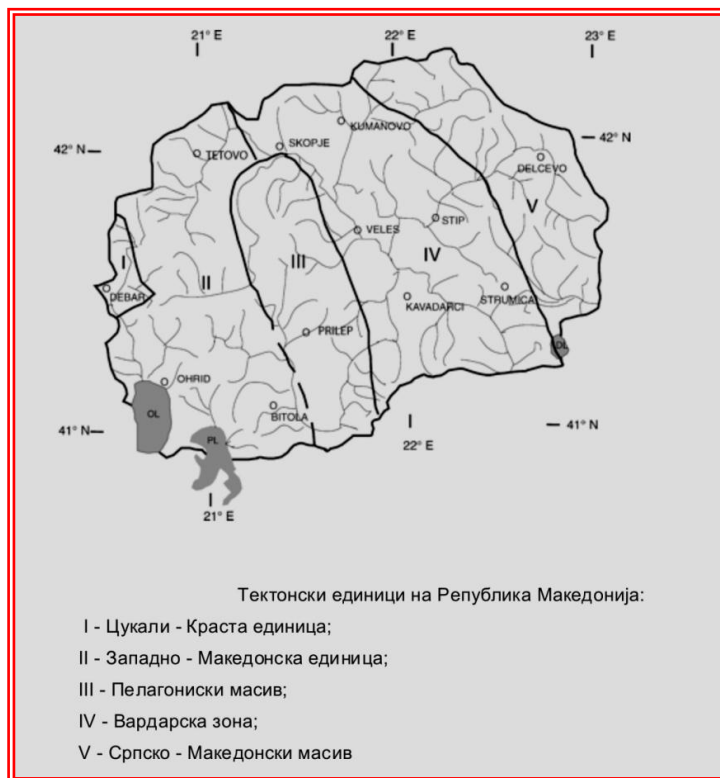 21° E
22° E
23° E
42° N
42° N
KUMANOVO
SKOPJE
TETOVO
DELCEVO
V
STIP
VELES
I
II
III
IV
DEBAR
STRUMICA
KAVADARCI
PRILEP
DL
OHRID
OL
BITOLA
41° N
41° N
PL
22° E
21° E
Тектонски единици на Република Македонија:
I - Цукали - Краста единица;
II - Западно - Македонска единица;
III - Пелагониски масив;
IV - Вардарска зона;
V - Српско - Македонски масив